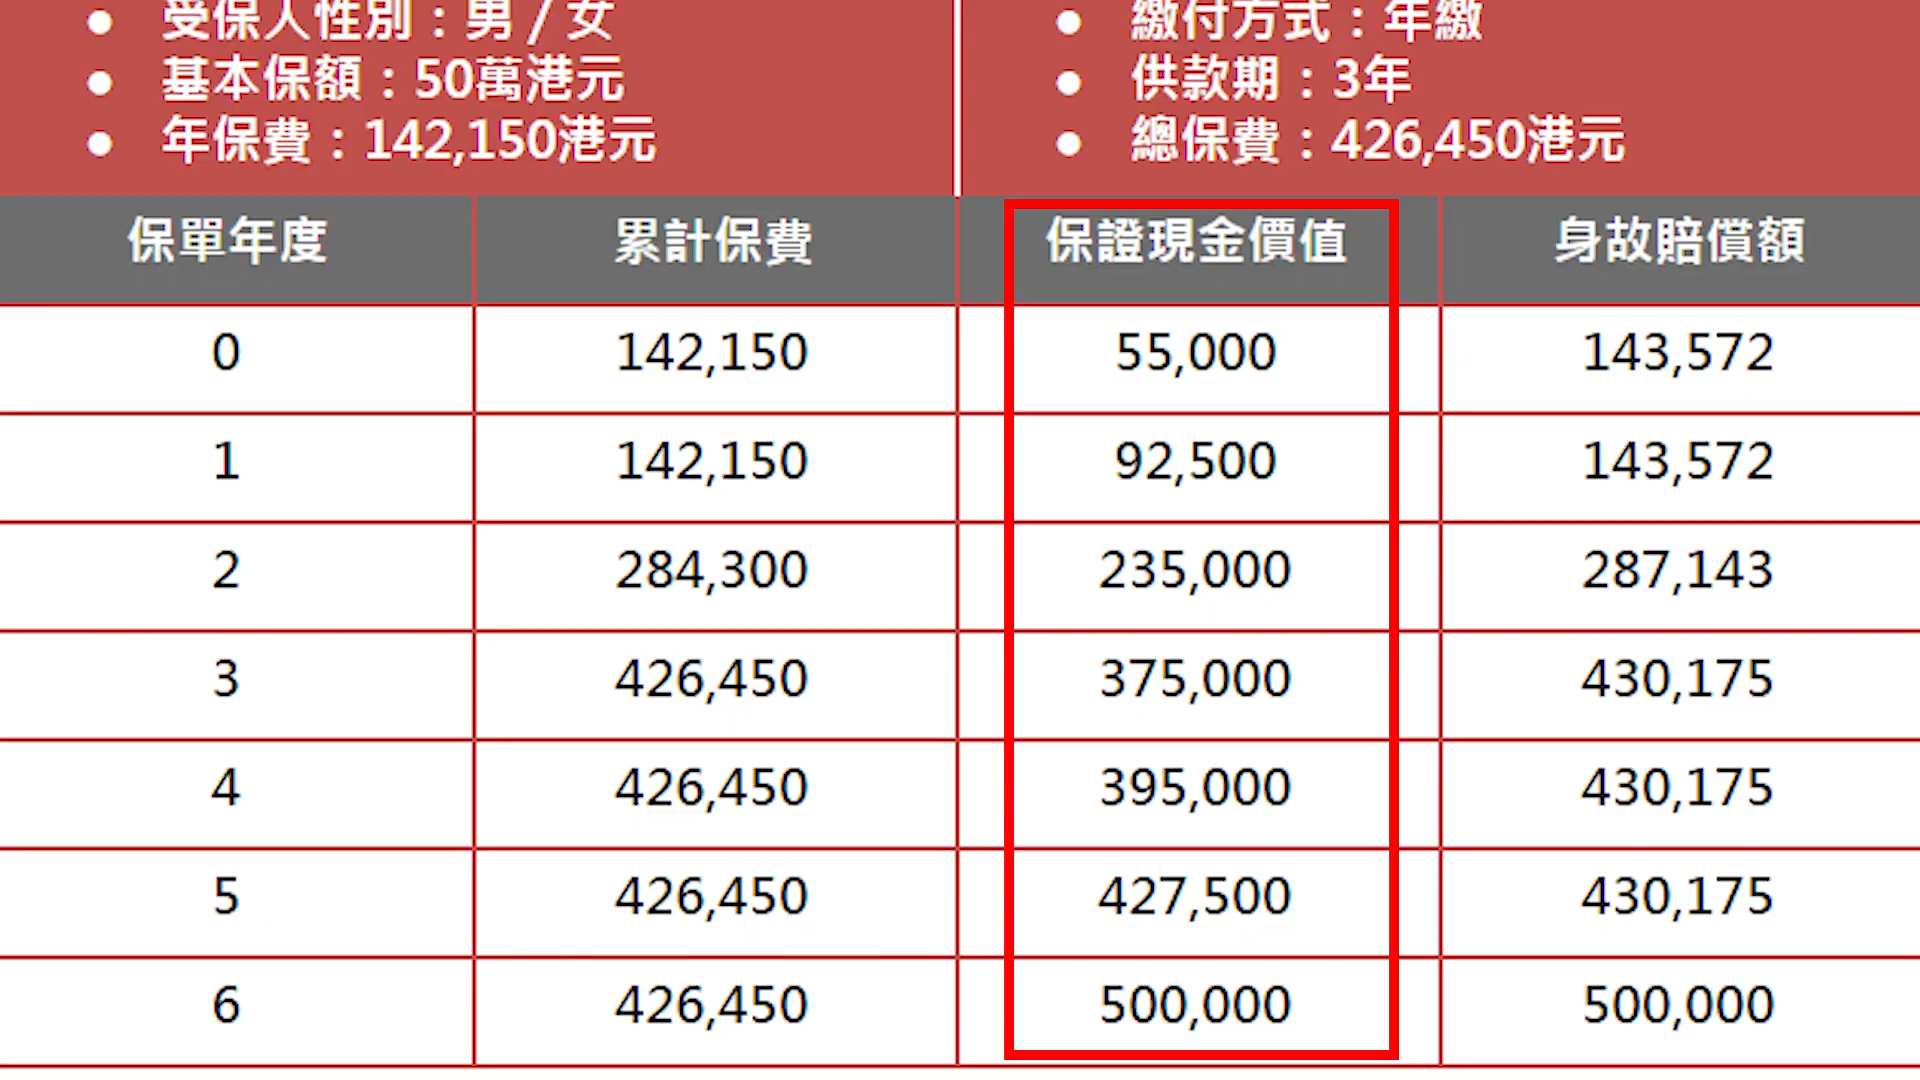 ● 受保人性別：男／女
● 基本保額：50萬港元
● 年保費：142,150港元
● 繳付方式：年繳
● 供款期：3年
● 總保費：426,450港元
保單年度 累計保費 保證現金價值 身故賠償額
0 142,150 55,000 143,572
1 142,150 92,500 143,572
2 284,300 235,000 287,143
3 426,450 375,000 430,175
4 426,450 395,000 430,175
5 426,450 427,500 430,175
6 426,450 500,000 500,000